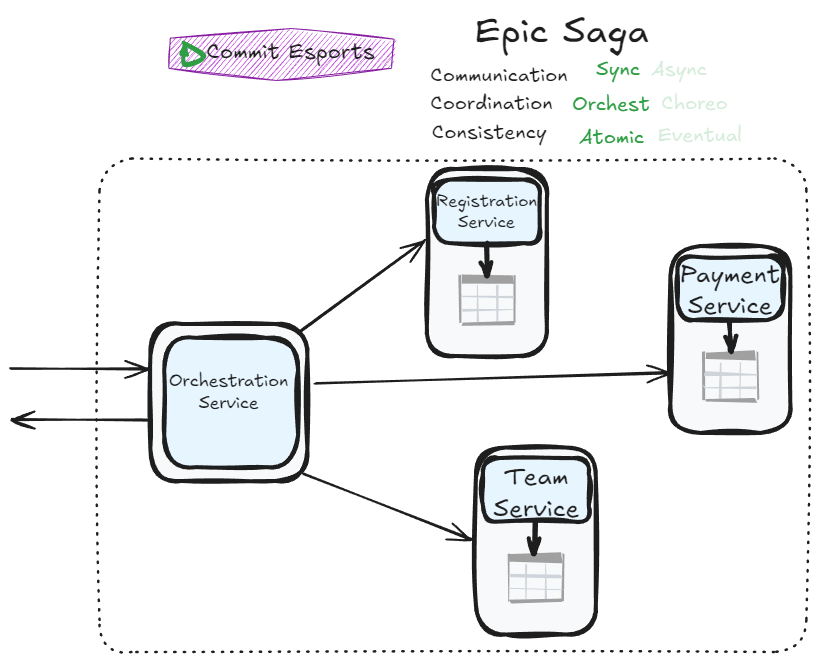 Commit Esports
Epic Saga
Communication Sync Async
Coordination Orchest Choreo
Consistency Atomic Eventual
Registration
Service
Payment
Service
Orchestration
Service
Team
Service